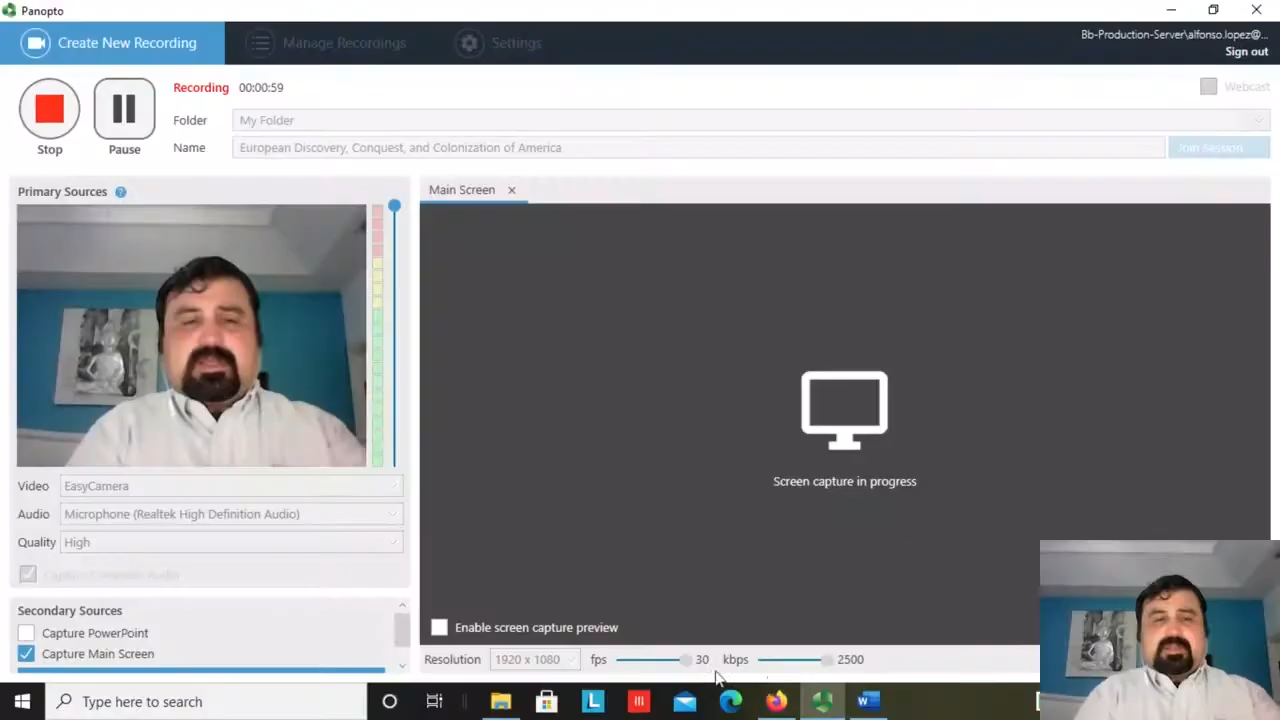 Panopto
Create New Recording
Manage Recordings
Settings
Bb-Production-Server\alfonso.lopez@...
Sign out
Recording 00:00:59
Webcast
Folder My Folder
Stop
Pause
Name European Discovery, Conquest, and Colonization of America
Join Session
Primary Sources ?
Main Screen ×
Screen capture in progress
Video EasyCamera
Audio Microphone (Realtek High Definition Audio)
Quality High
Capture Computer Audio
Secondary Sources
Capture PowerPoint
Capture Main Screen
Enable screen capture preview
Resolution 1920 x 1080 fps 30 kbps 2500
Type here to search